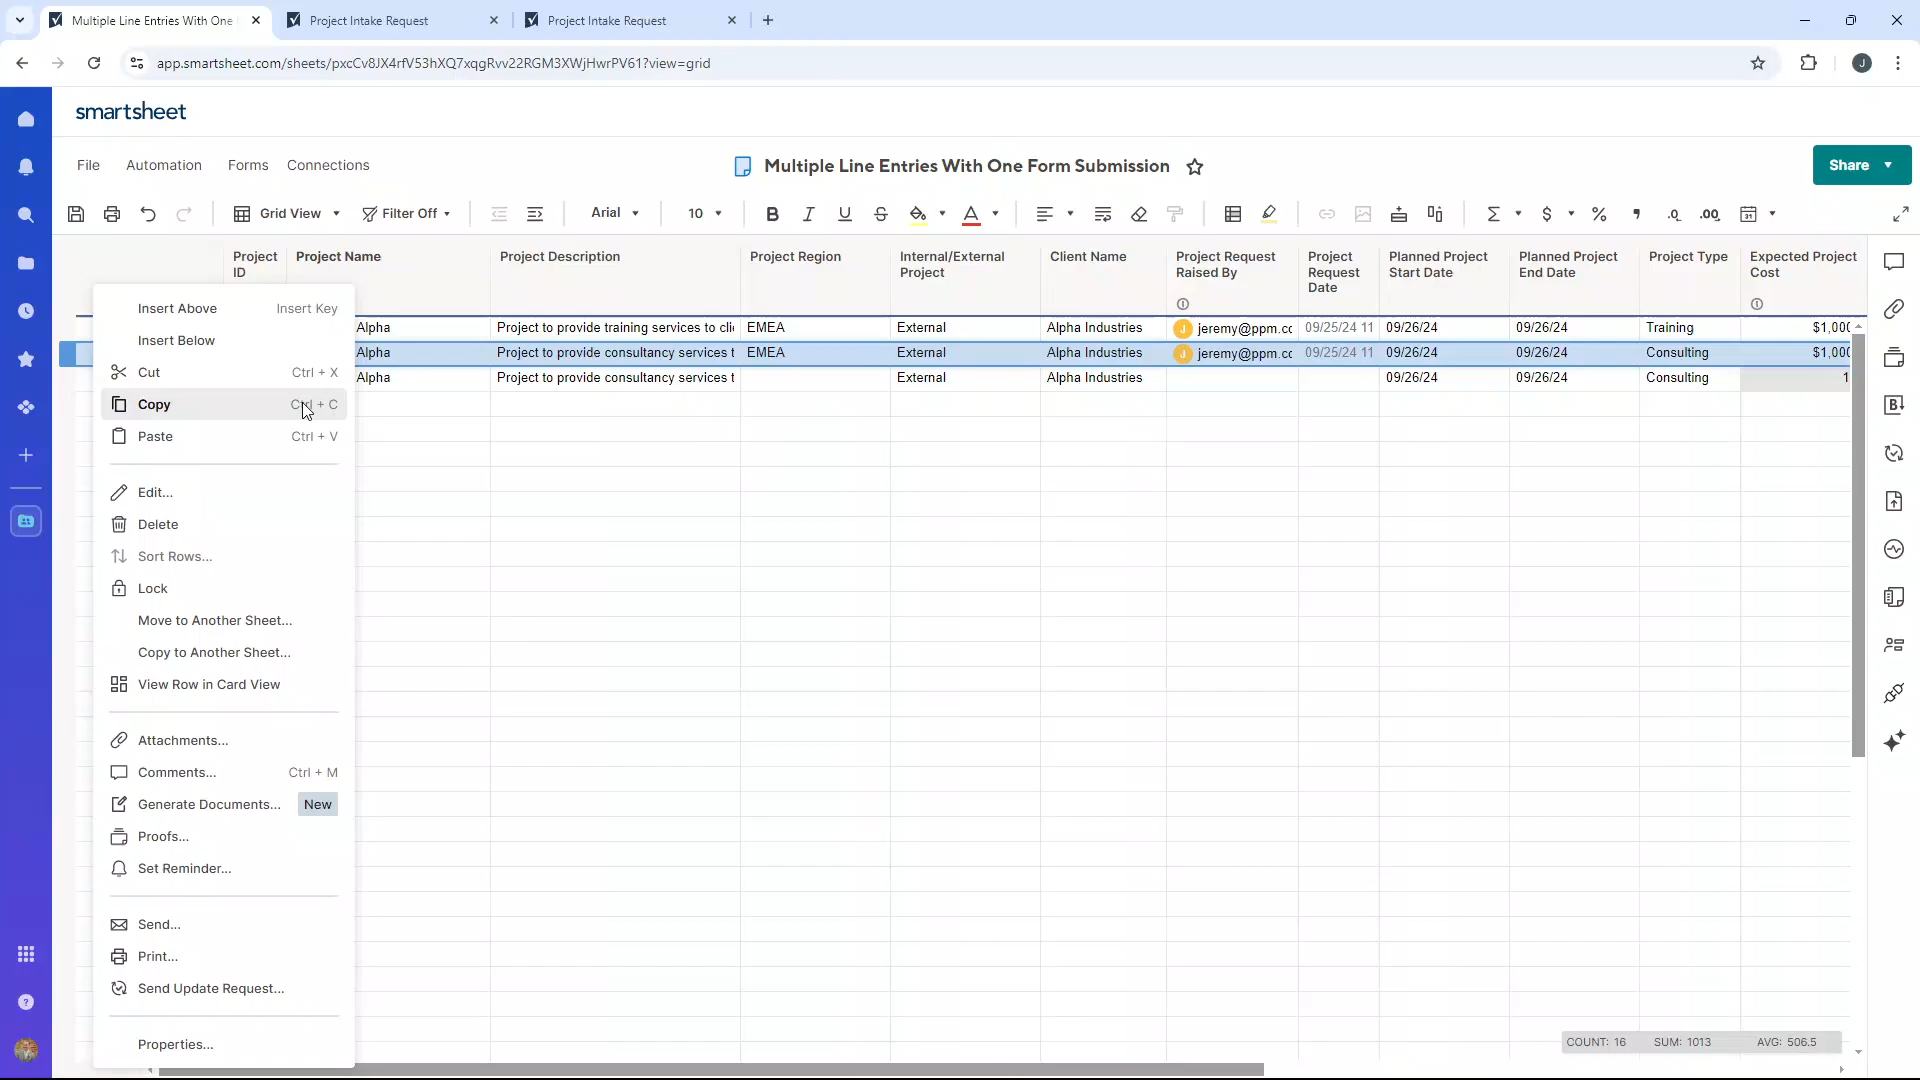 Multiple Line Entries With One
Project Intake Request
Project Intake Request
app.smartsheet.com/sheets/pxcCv8JX4rfV53hXQ7xqgRvv22RGM3XWjHwrPV61?view=grid
J
smartsheet
File Automation Forms Connections
Multiple Line Entries With One Form Submission
Share
Grid View Filter Off Arial 10 B I U S A Σ $ % , .0 .00
Project ID Project Name Project Description Project Region Internal/External Project Client Name Project Request Raised By Project Request Date Planned Project Start Date Planned Project End Date Project Type Expected Project Cost
Alpha Project to provide training services to cli EMEA External Alpha Industries J jeremy@ppm.cc 09/25/24 11 09/26/24 09/26/24 Training $1,000
Alpha Project to provide consultancy services t EMEA External Alpha Industries J jeremy@ppm.cc 09/25/24 11 09/26/24 09/26/24 Consulting $1,000
Alpha Project to provide consultancy services t External Alpha Industries 09/26/24 09/26/24 Consulting 1
Insert Above Insert Key
Insert Below
Cut Ctrl + X
Copy Ctrl + C
Paste Ctrl + V
Edit...
Delete
Sort Rows...
Lock
Move to Another Sheet...
Copy to Another Sheet...
View Row in Card View
Attachments...
Comments... Ctrl + M
Generate Documents... New
Proofs...
Set Reminder...
Send...
Print...
Send Update Request...
Properties...
COUNT: 16 SUM: 1013 AVG: 506.5